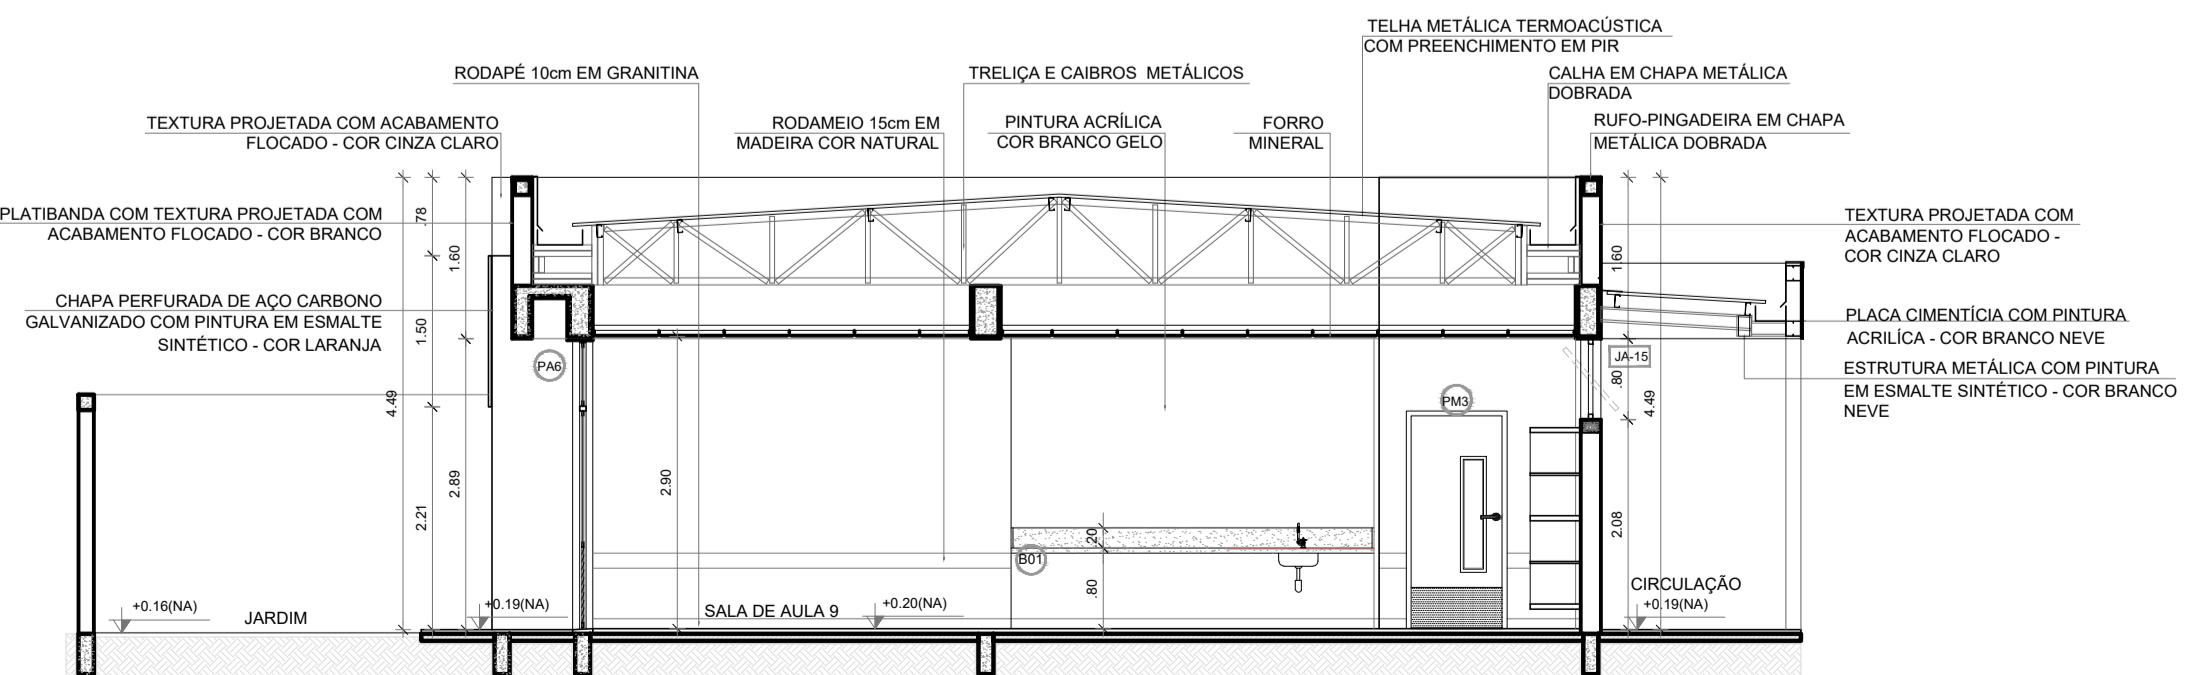 TELHA METÁLICA TERMOACÚSTICA
COM PREENCHIMENTO EM PIR
RODAPÉ 10cm EM GRANITINA
TRELIÇA E CAIBROS METÁLICOS
CALHA EM CHAPA METÁLICA
DOBRADA
TEXTURA PROJETADA COM ACABAMENTO
FLOCADO - COR CINZA CLARO
RODAMEIO 15cm EM
MADEIRA COR NATURAL
PINTURA ACRÍLICA
COR BRANCO GELO
FORRO
MINERAL
RUFO-PINGADEIRA EM CHAPA
METÁLICA DOBRADA
PLATIBANDA COM TEXTURA PROJETADA COM
ACABAMENTO FLOCADO - COR BRANCO
TEXTURA PROJETADA COM
ACABAMENTO FLOCADO -
COR CINZA CLARO
CHAPA PERFURADA DE AÇO CARBONO
GALVANIZADO COM PINTURA EM ESMALTE
SINTÉTICO - COR LARANJA
PLACA CIMENTÍCIA COM PINTURA
ACRILÍCA - COR BRANCO NEVE
ESTRUTURA METÁLICA COM PINTURA
EM ESMALTE SINTÉTICO - COR BRANCO
NEVE
4.49
.78
1.50
2.21
1.60
2.89
2.90
.20
.80
1.60
.80
2.08
4.49
PA6
JA-15
PM3
B01
+0.16(NA)
JARDIM
+0.19(NA)
SALA DE AULA 9
+0.20(NA)
CIRCULAÇÃO
+0.19(NA)